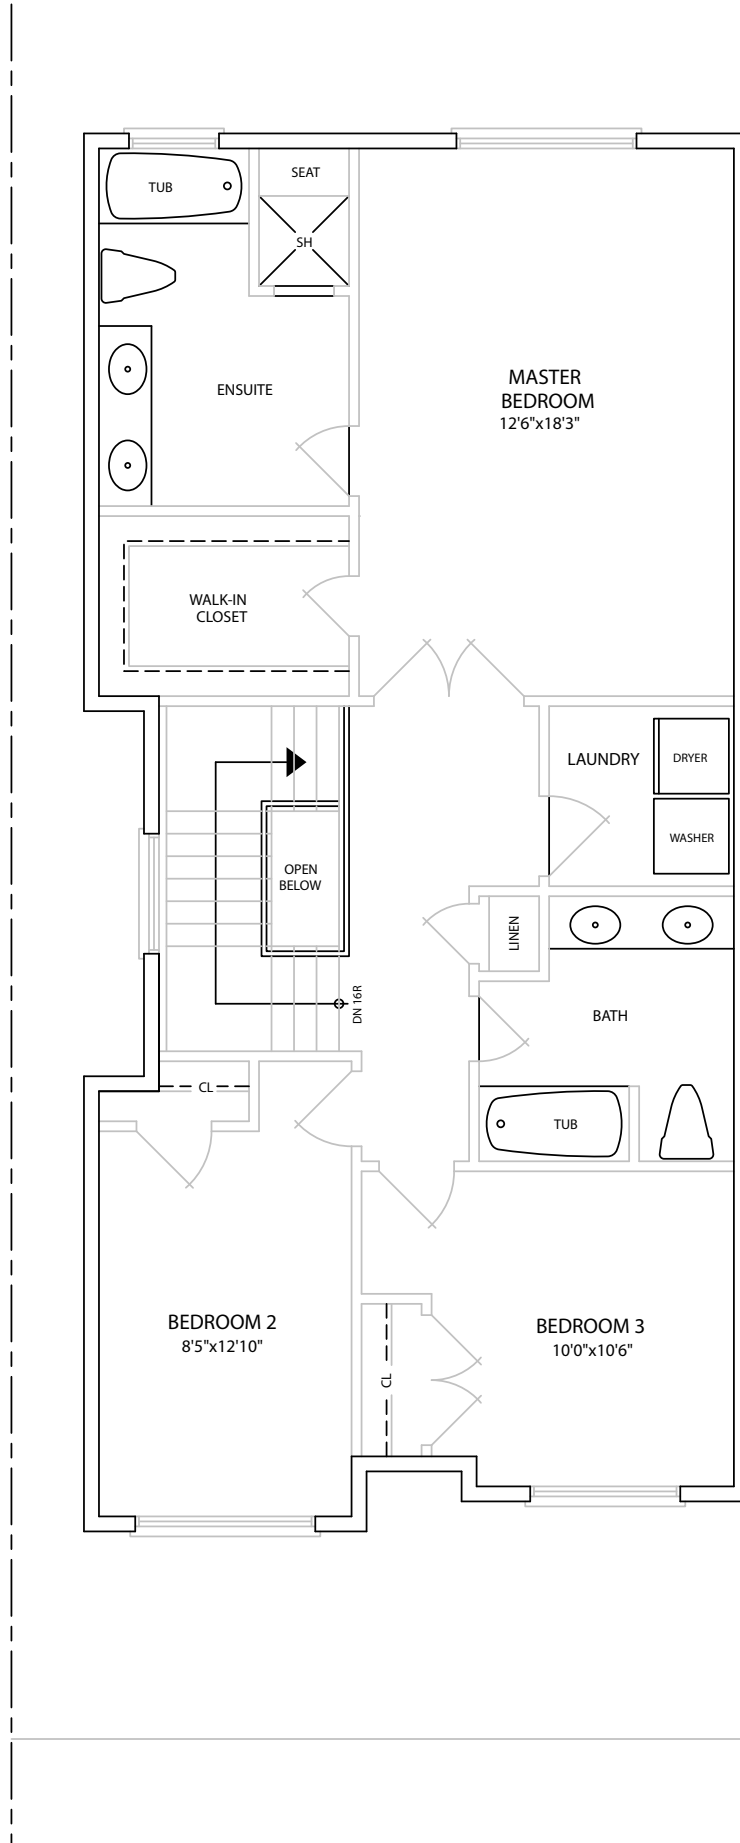 TUB
SEAT
SH
ENSUITE
MASTER
BEDROOM
12'6"x18'3"
WALK-IN
CLOSET
LAUNDRY
DRYER
WASHER
OPEN
BELOW
LINEN
DN 16R
BATH
CL
TUB
BEDROOM 2
8'5"x12'10"
BEDROOM 3
10'0"x10'6"
CL